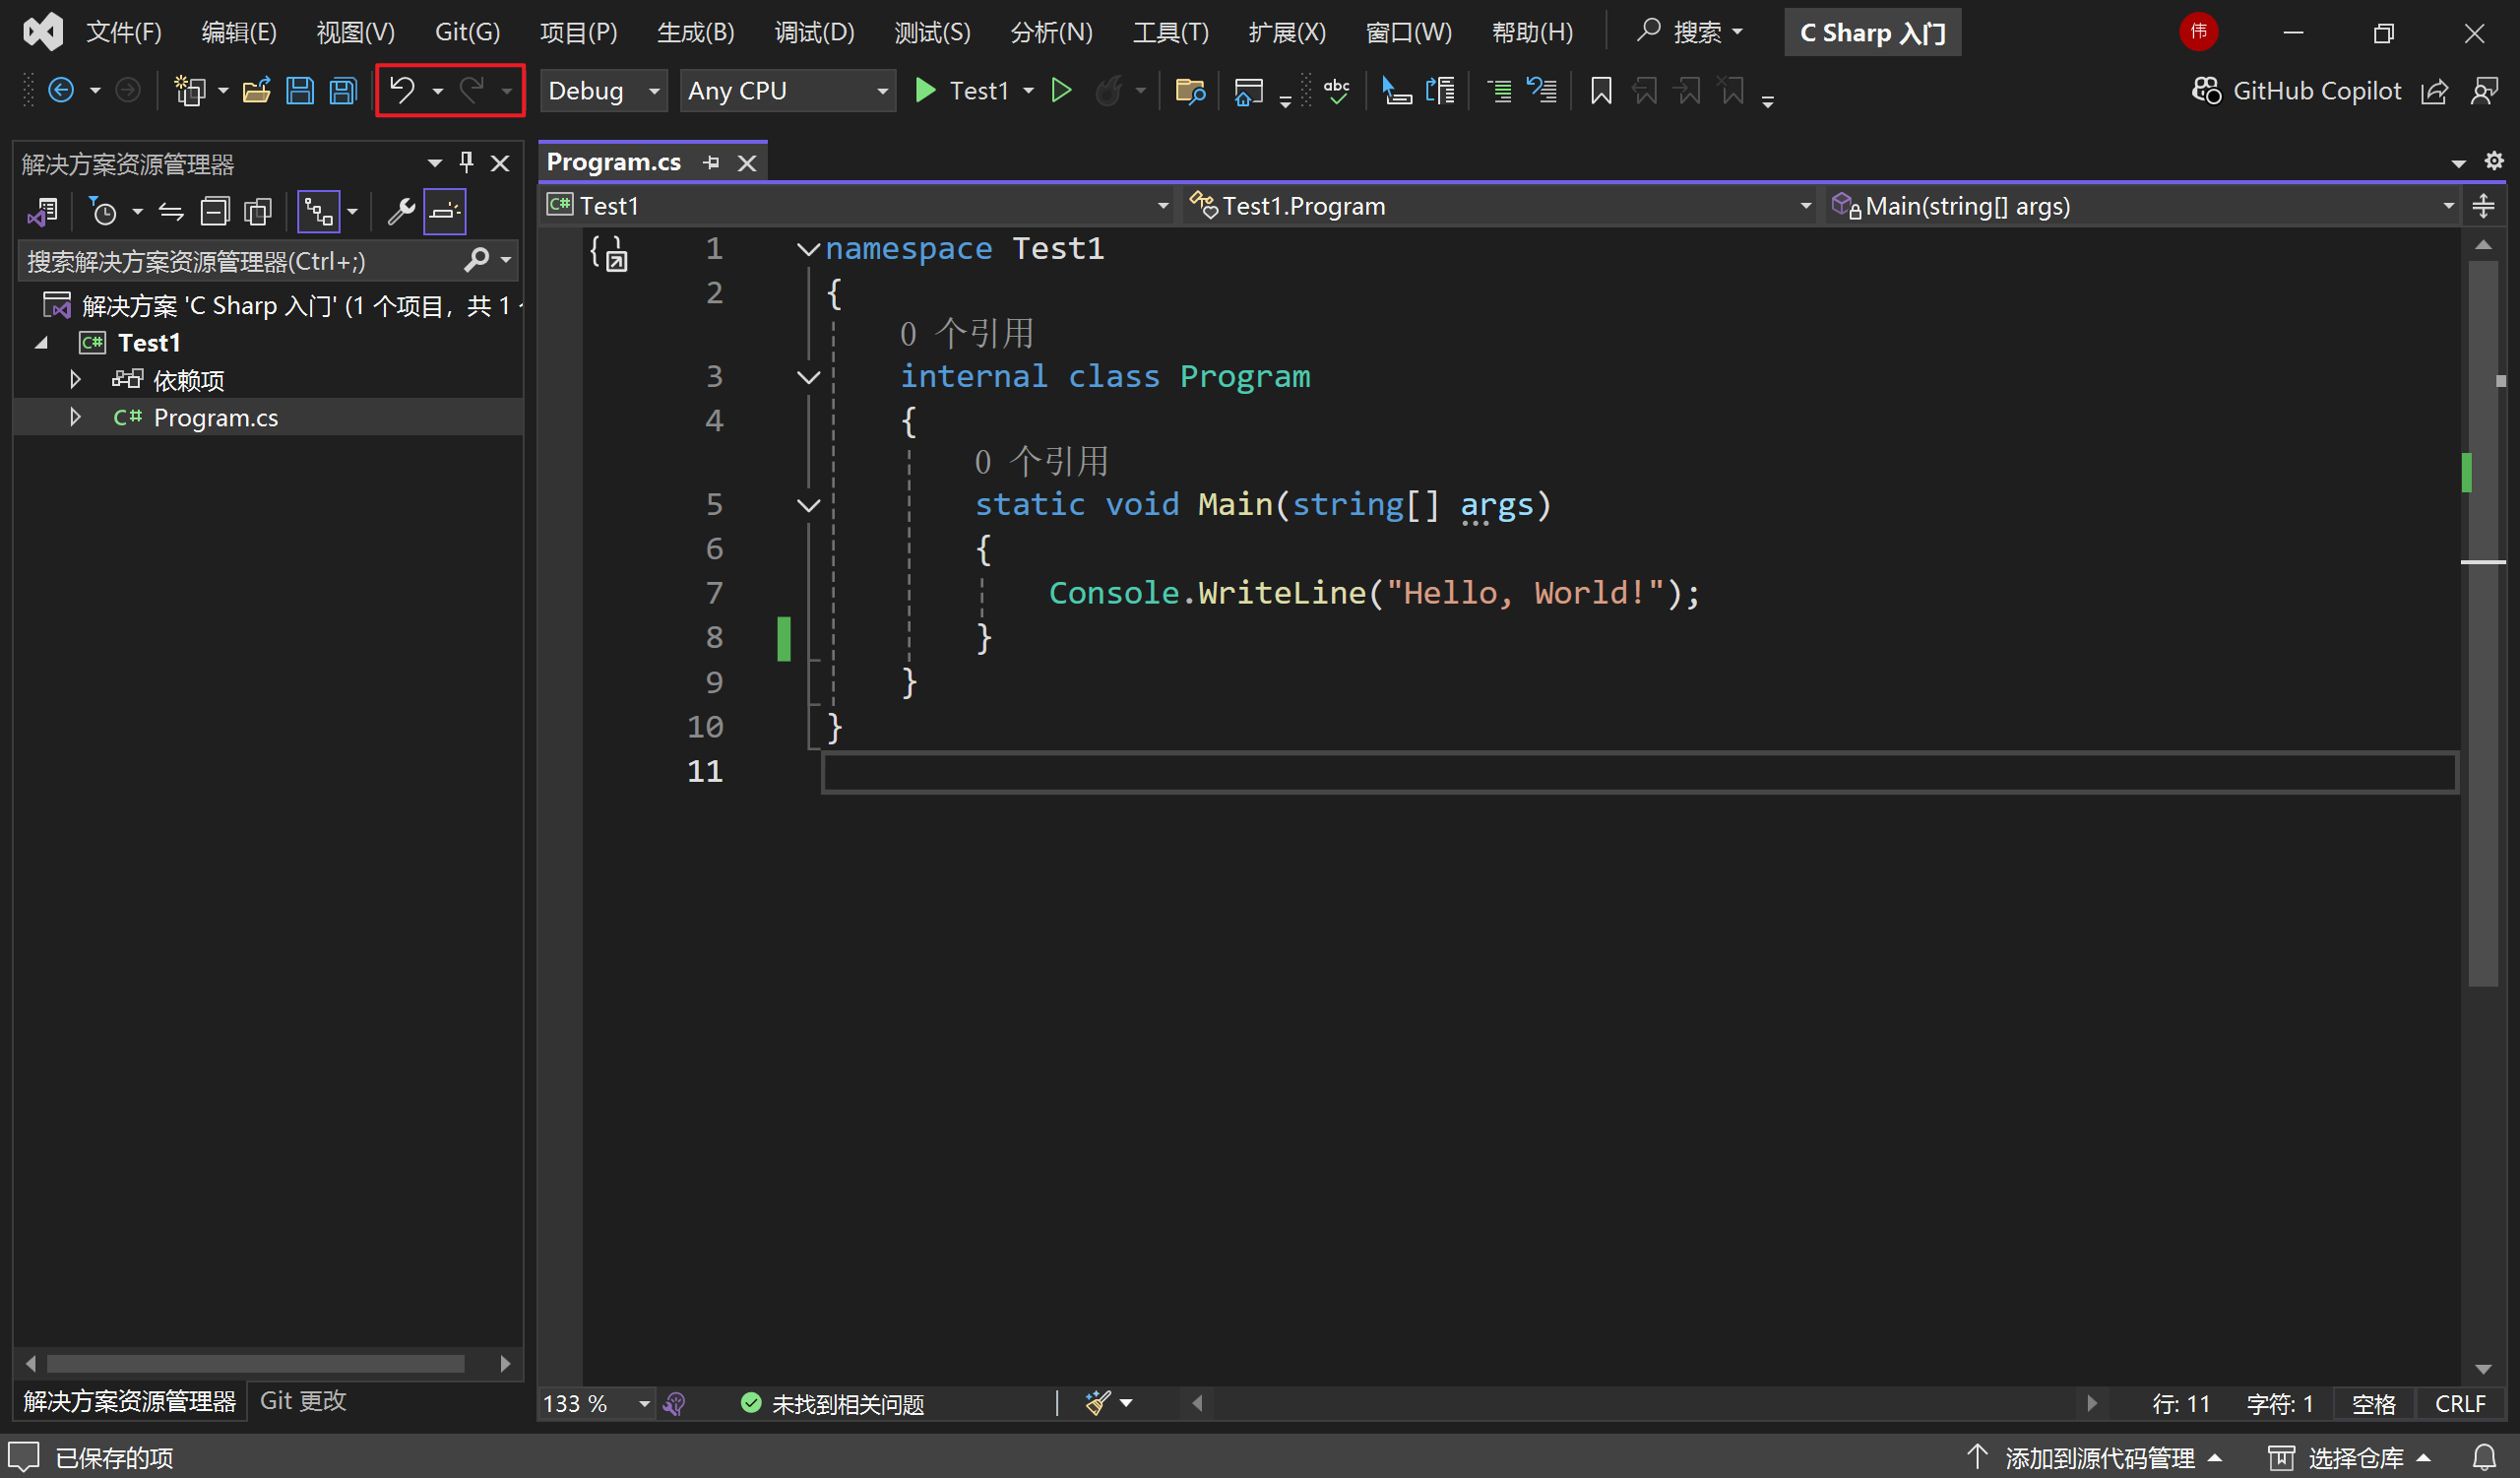 文件(F) 编辑(E) 视图(V) Git(G) 项目(P) 生成(B) 调试(D) 测试(S) 分析(N) 工具(T) 扩展(X) 窗口(W) 帮助(H) 搜索 C Sharp 入门 伟
Debug Any CPU Test1 abc GitHub Copilot
解决方案资源管理器
搜索解决方案资源管理器(Ctrl+;)
解决方案 'C Sharp 入门' (1 个项目，共 1
C# Test1
依赖项
C# Program.cs
Program.cs
C# Test1 Test1.Program Main(string[] args)
1 namespace Test1
2 {
0 个引用
3 internal class Program
4 {
0 个引用
5 static void Main(string[] args)
6 {
7 Console.WriteLine("Hello, World!");
8 }
9 }
10 }
11
解决方案资源管理器 Git 更改
133 % 未找到相关问题 行: 11 字符: 1 空格 CRLF
已保存的项 添加到源代码管理 选择仓库